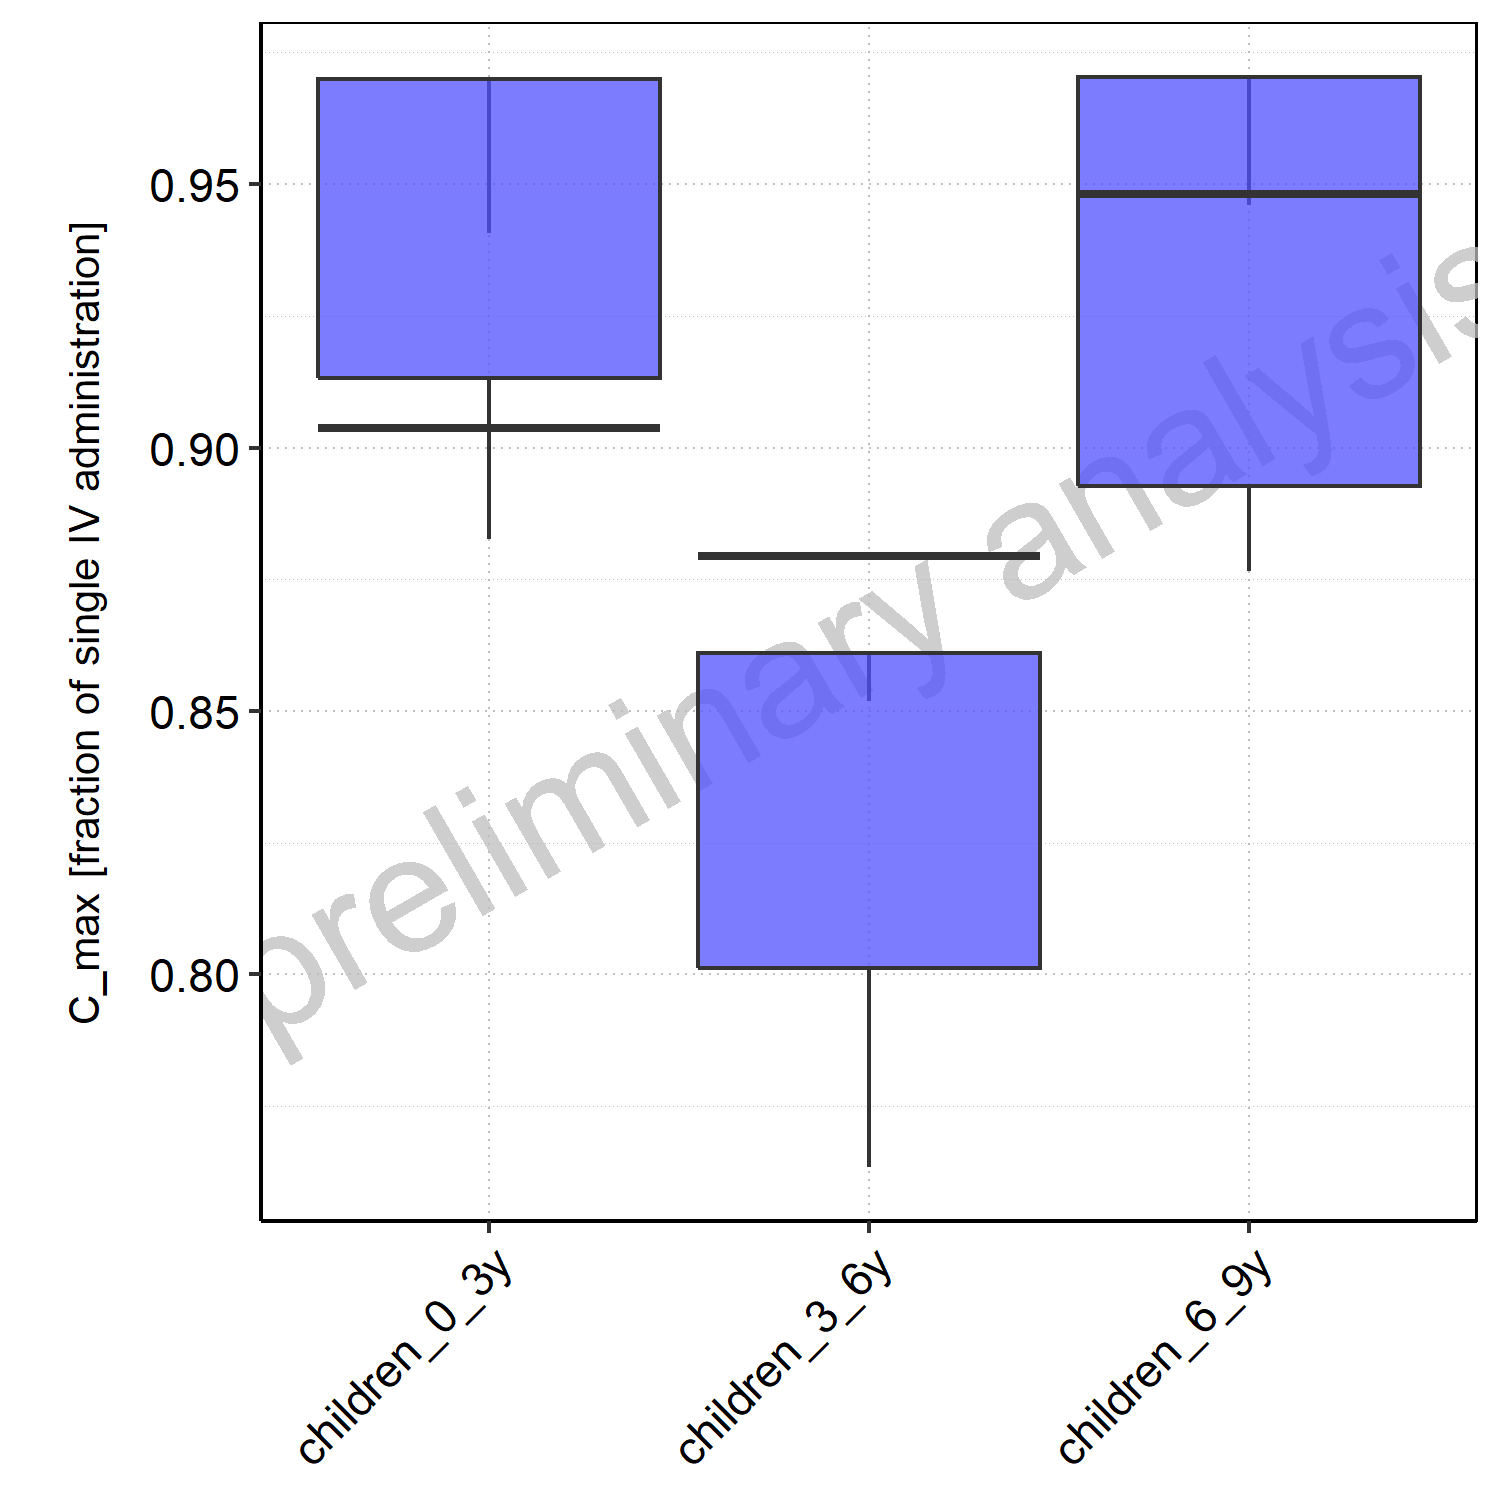 C_max [fraction of single IV administration]
0.95
0.90
0.85
0.80
preliminary analysis
children_0_3y
children_3_6y
children_6_9y